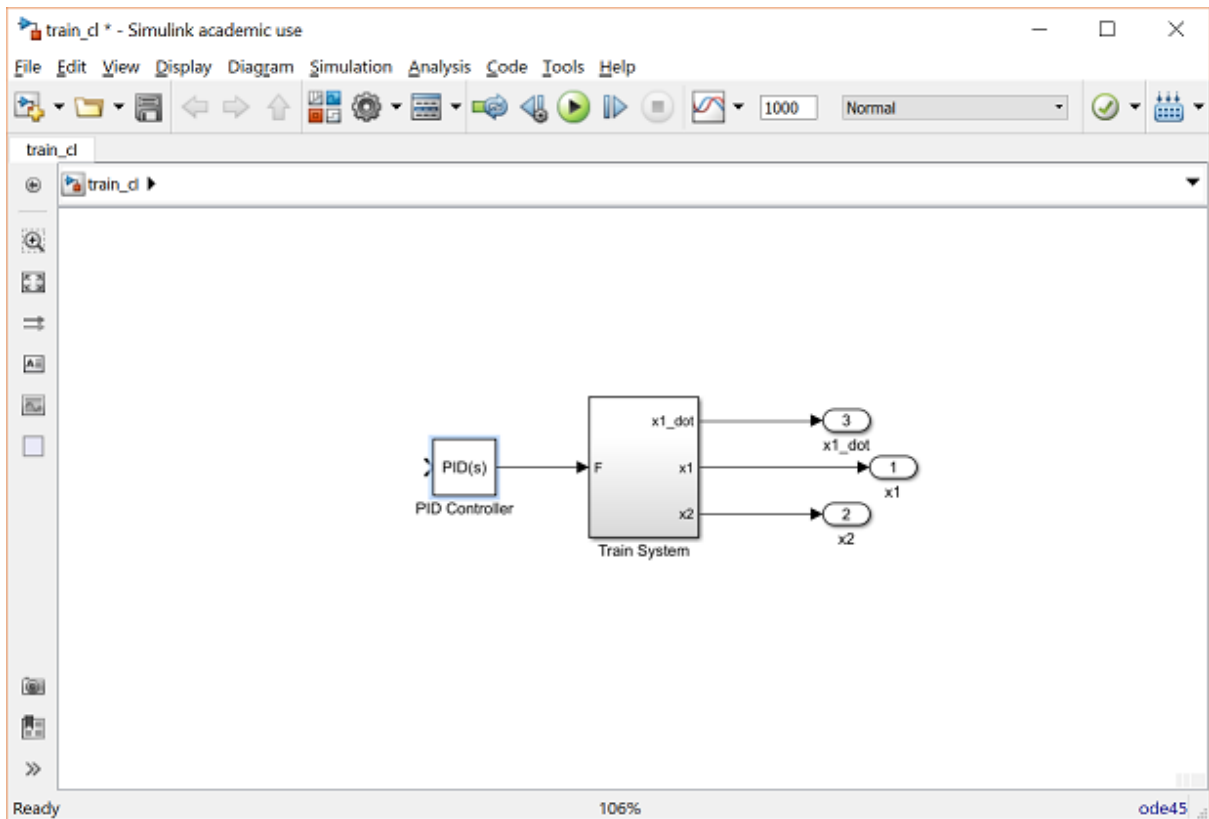 train_cl * - Simulink academic use
File Edit View Display Diagram Simulation Analysis Code Tools Help
1000 Normal
train_cl
train_cl
x1_dot
3
x1_dot
PID(s)
F
x1
1
x1
PID Controller
x2
2
x2
Train System
Ready 106% ode45